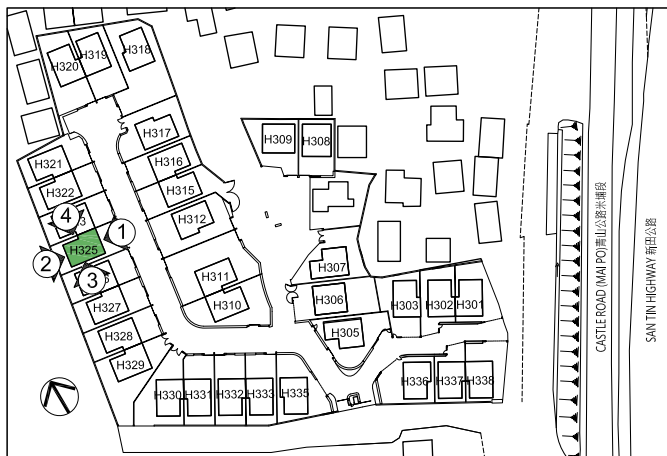 H318
H319
H320
H317
H309
H308
H321
H316
H322
H315
4
3
H312
1
H325
2
3
H307
H311
H327
H306
H303
H302
H301
H310
H328
H305
H329
H336
H337
H338
H330
H331
H332
H333
H335
CASTLE ROAD (MAI PO)青山公路米埔段
SAN TIN HIGHWAY 新田公路